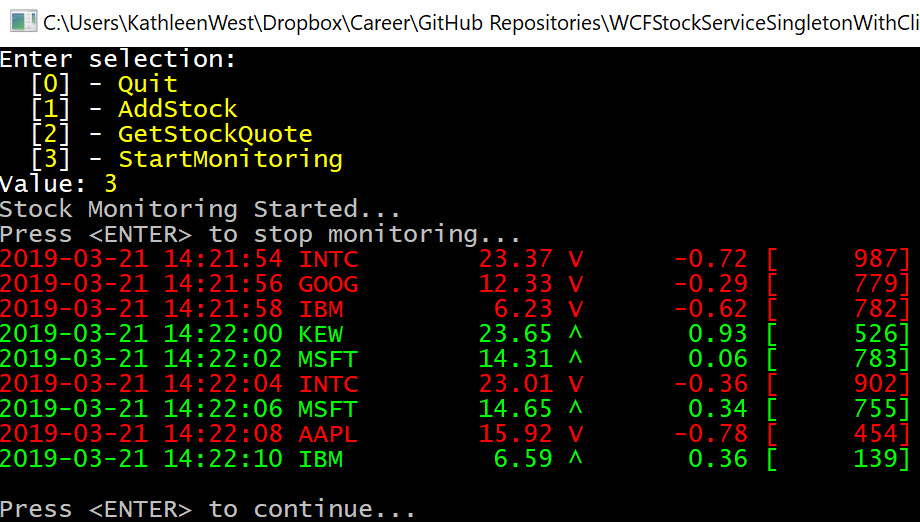 C:\Users\KathleenWest\Dropbox\Career\GitHub Repositories\WCFStockServiceSingletonWithCli
Enter selection:
[0] - Quit
[1] - AddStock
[2] - GetStockQuote
[3] - StartMonitoring
Value: 3
Stock Monitoring Started...
Press <ENTER> to stop monitoring...
2019-03-21 14:21:54 INTC 23.37 v -0.72 [ 987]
2019-03-21 14:21:56 GOOG 12.33 v -0.29 [ 779]
2019-03-21 14:21:58 IBM 6.23 v -0.62 [ 782]
2019-03-21 14:22:00 KEW 23.65 ^ 0.93 [ 526]
2019-03-21 14:22:02 MSFT 14.31 ^ 0.06 [ 783]
2019-03-21 14:22:04 INTC 23.01 v -0.36 [ 902]
2019-03-21 14:22:06 MSFT 14.65 ^ 0.34 [ 755]
2019-03-21 14:22:08 AAPL 15.92 v -0.78 [ 454]
2019-03-21 14:22:10 IBM 6.59 ^ 0.36 [ 139]
Press <ENTER> to continue...